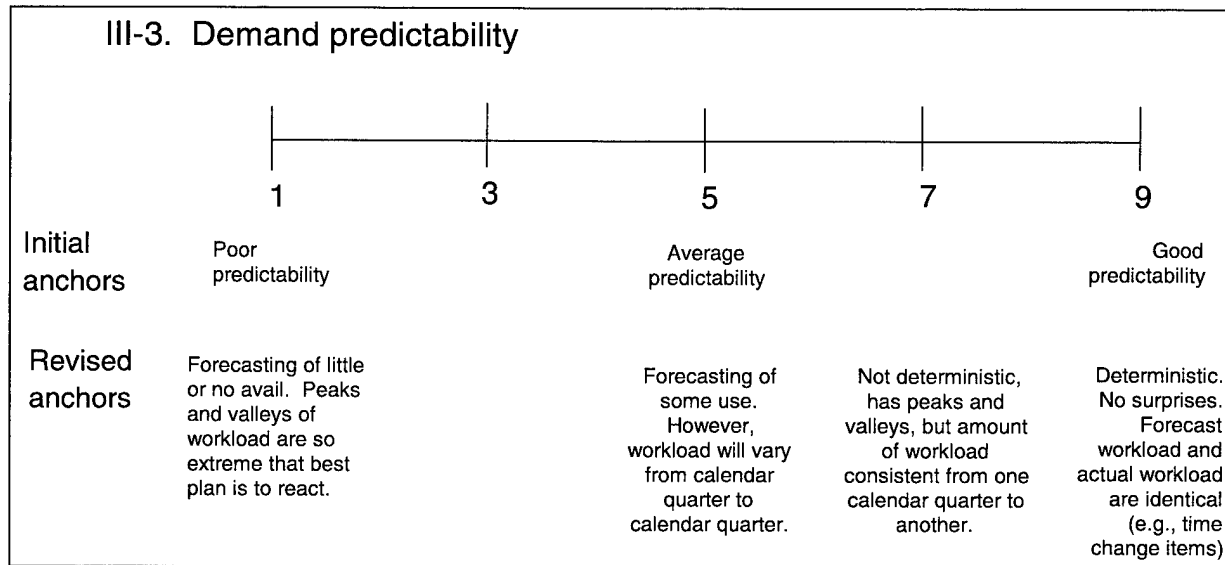 III-3. Demand predictability
1 3 5 7 9
Initial
anchors
Poor
predictability
Average
predictability
Good
predictability
Revised
anchors
Forecasting of little
or no avail. Peaks
and valleys of
workload are so
extreme that best
plan is to react.
Forecasting of
some use.
However,
workload will vary
from calendar
quarter to
calendar quarter.
Not deterministic,
has peaks and
valleys, but amount
of workload
consistent from one
calendar quarter to
another.
Deterministic.
No surprises.
Forecast
workload and
actual workload
are identical
(e.g., time
change items)